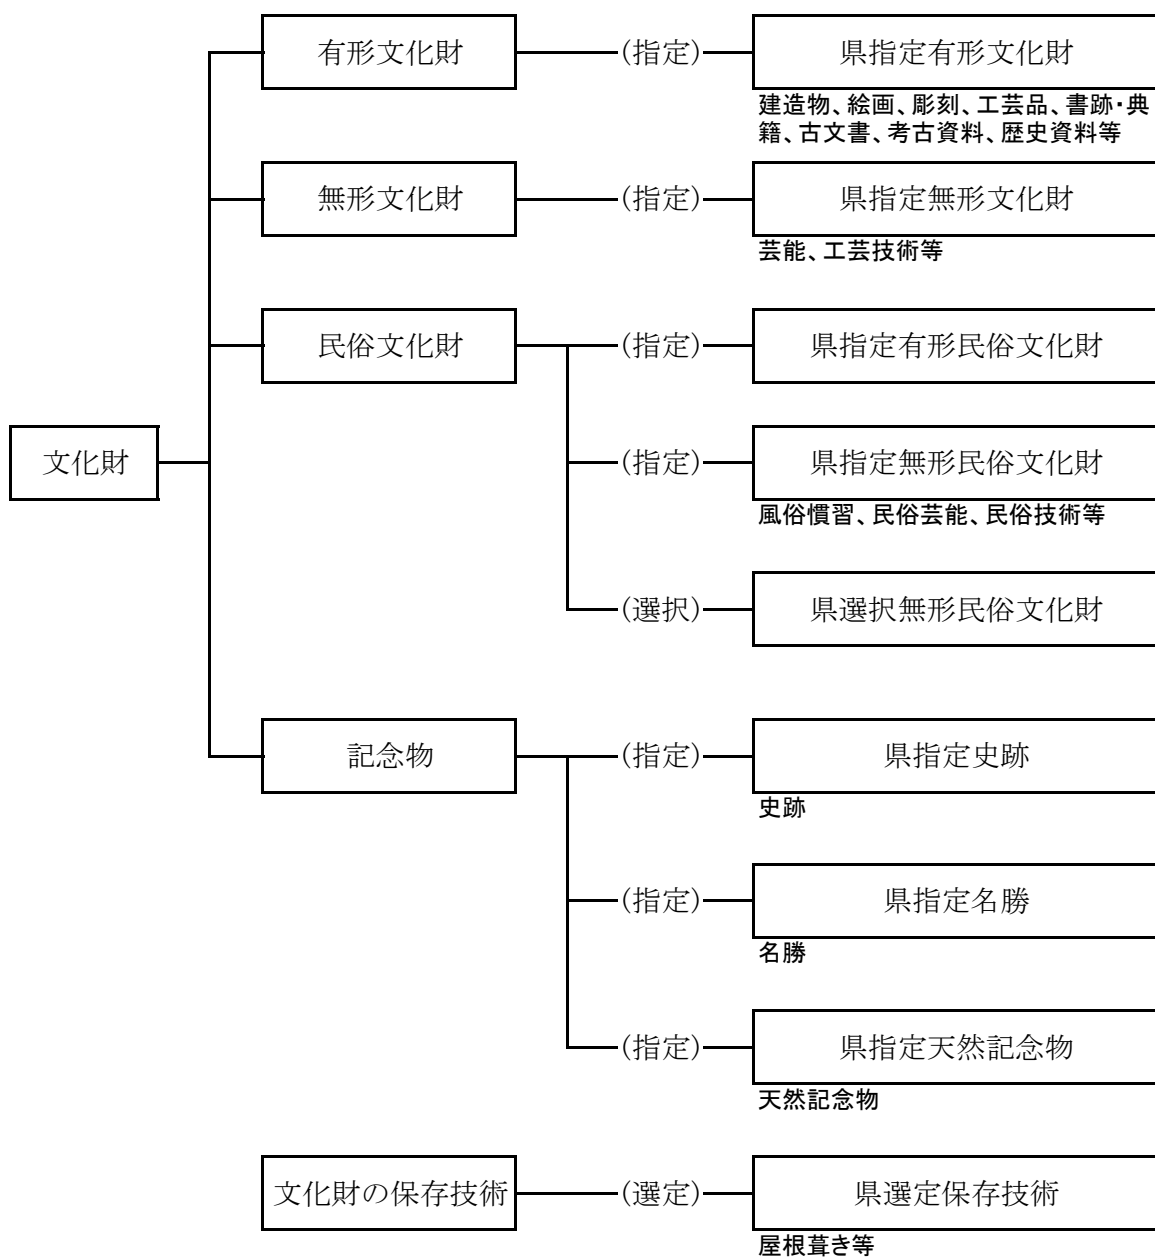 有形文化財 (指定) 県指定有形文化財
建造物、絵画、彫刻、工芸品、書跡・典
籍、古文書、考古資料、歴史資料等
無形文化財 (指定) 県指定無形文化財
芸能、工芸技術等
民俗文化財 (指定) 県指定有形民俗文化財
文化財 (指定) 県指定無形民俗文化財
風俗慣習、民俗芸能、民俗技術等
(選択) 県選択無形民俗文化財
記念物 (指定) 県指定史跡
史跡
(指定) 県指定名勝
名勝
(指定) 県指定天然記念物
天然記念物
文化財の保存技術 (選定) 県選定保存技術
屋根葺き等